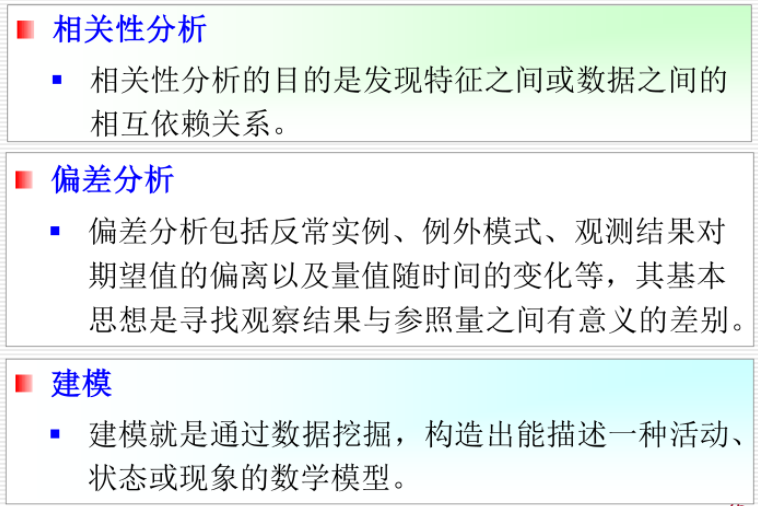 相关性分析
相关性分析的目的是发现特征之间或数据之间的
相互依赖关系。
偏差分析
偏差分析包括反常实例、例外模式、观测结果对
期望值的偏离以及量值随时间的变化等，其基本
思想是寻找观察结果与参照量之间有意义的差别。
建模
建模就是通过数据挖掘，构造出能描述一种活动、
状态或现象的数学模型。